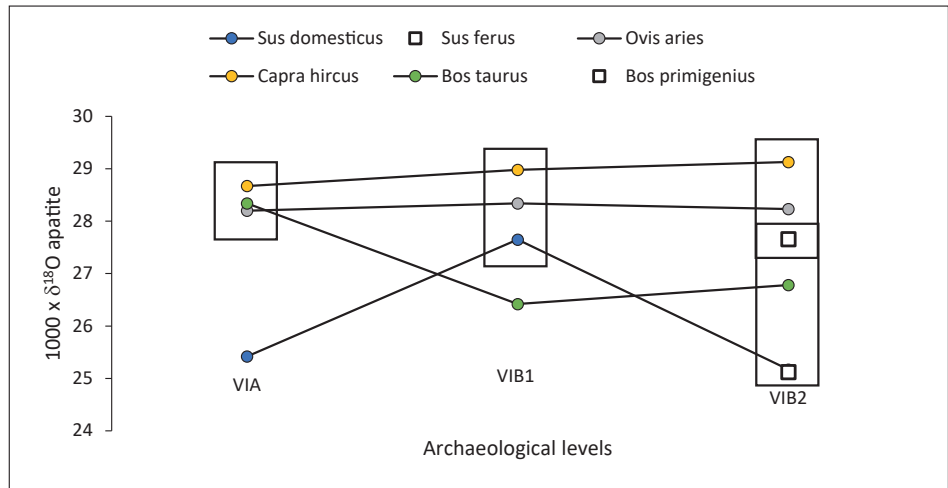 Sus domesticus Sus ferus Ovis aries
Capra hircus Bos taurus Bos primigenius
30
29
28
27
26
25
24
1000 x δ¹⁸O apatite
VIA
VIB1
VIB2
Archaeological levels